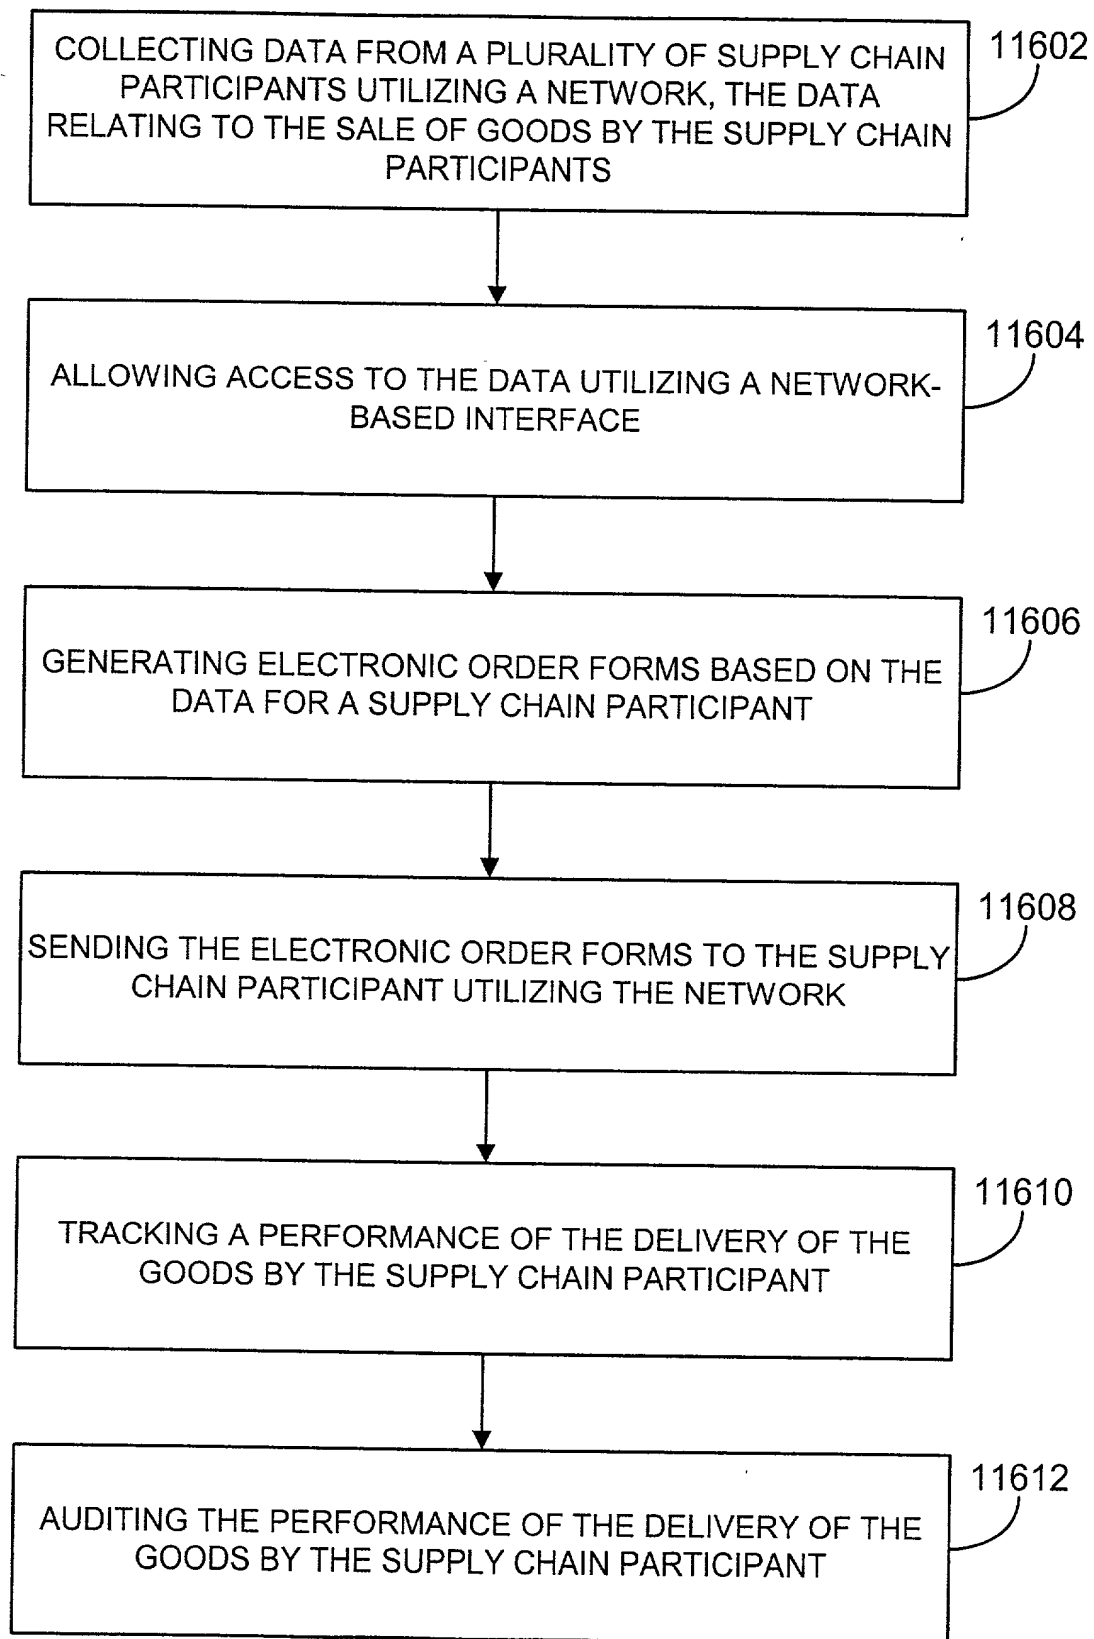 COLLECTING DATA FROM A PLURALITY OF SUPPLY CHAIN
PARTICIPANTS UTILIZING A NETWORK, THE DATA
RELATING TO THE SALE OF GOODS BY THE SUPPLY CHAIN
PARTICIPANTS
11602
ALLOWING ACCESS TO THE DATA UTILIZING A NETWORK-
BASED INTERFACE
11604
GENERATING ELECTRONIC ORDER FORMS BASED ON THE
DATA FOR A SUPPLY CHAIN PARTICIPANT
11606
SENDING THE ELECTRONIC ORDER FORMS TO THE SUPPLY
CHAIN PARTICIPANT UTILIZING THE NETWORK
11608
TRACKING A PERFORMANCE OF THE DELIVERY OF THE
GOODS BY THE SUPPLY CHAIN PARTICIPANT
11610
AUDITING THE PERFORMANCE OF THE DELIVERY OF THE
GOODS BY THE SUPPLY CHAIN PARTICIPANT
11612